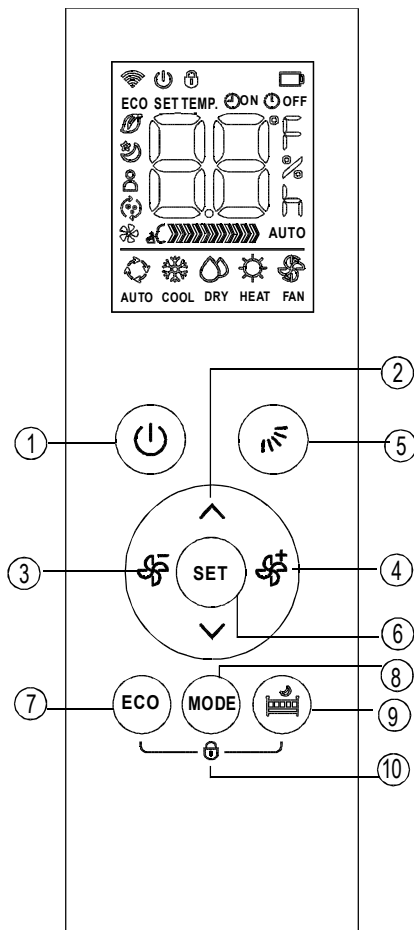 ECO SET TEMP. ON OFF
88 °F
%
h
AUTO
AUTO COOL DRY HEAT FAN
2
1
5
3 SET 4
6
8
7 ECO MODE
9
10